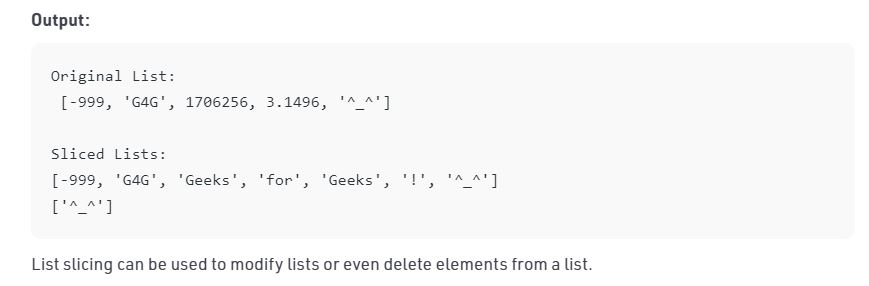 Output:
Original List:
[-999, 'G4G', 1706256, 3.1496, '^_^']
Sliced Lists:
[-999, 'G4G', 'Geeks', 'for', 'Geeks', '!', '^_^']
['^_^']
List slicing can be used to modify lists or even delete elements from a list.